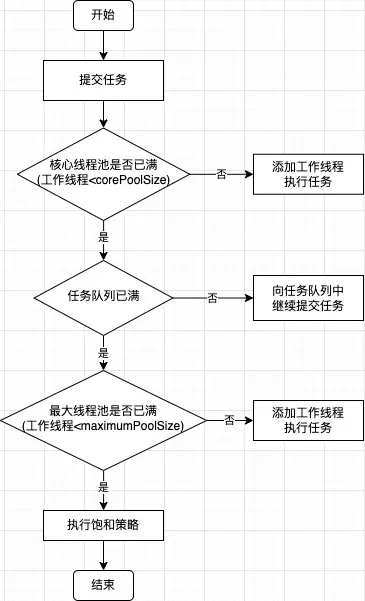 开始
提交任务
核心线程池是否已满
(工作线程<corePoolSize)
否
添加工作线程
执行任务
是
任务队列已满
否
向任务队列中
继续提交任务
是
最大线程池是否已满
(工作线程<maximumPoolSize)
否
添加工作线程
执行任务
是
执行饱和策略
结束